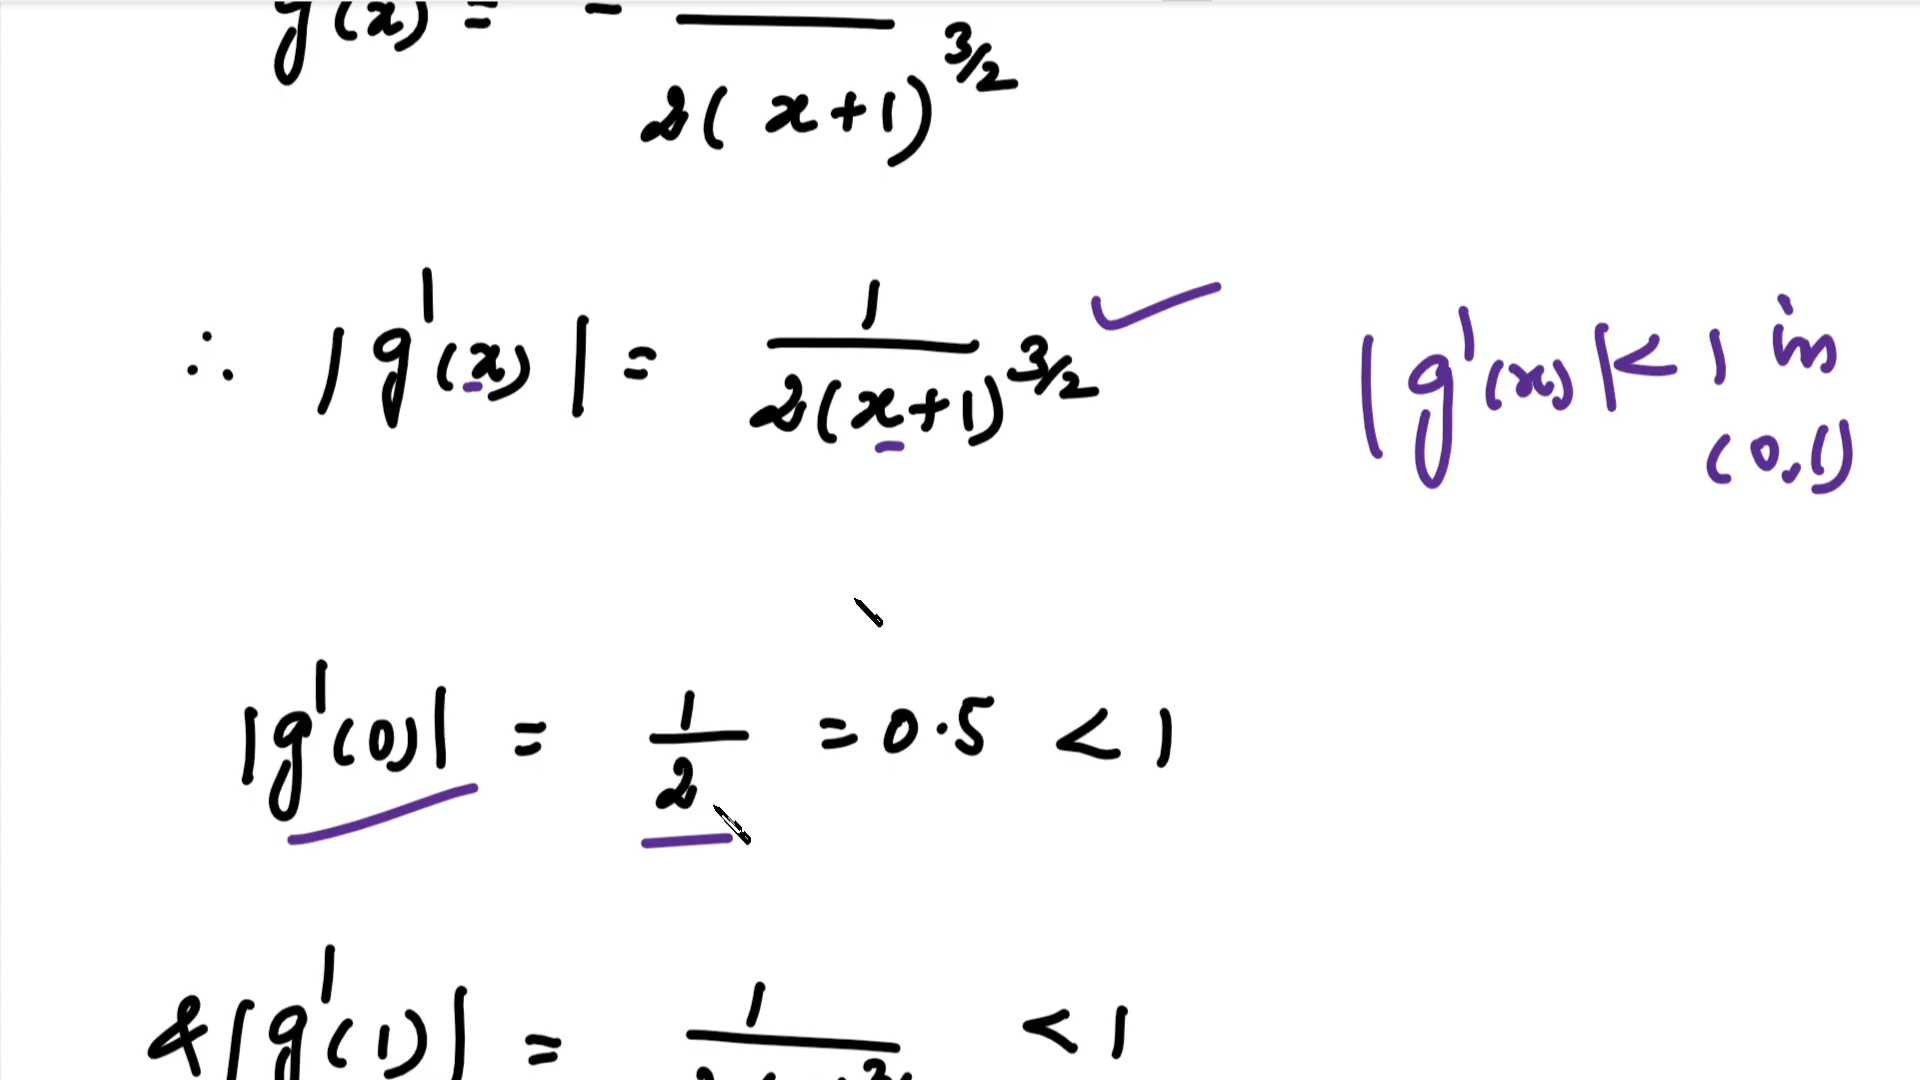 g'(x) = - ―
2(x+1)^3/2
∴ |g'(x)| = 1/2(x+1)^3/2
|g'(x)| < 1 in
(0,1)
|g'(0)| = 1/2 = 0.5 < 1
& |g'(1)| = 1/ < 1